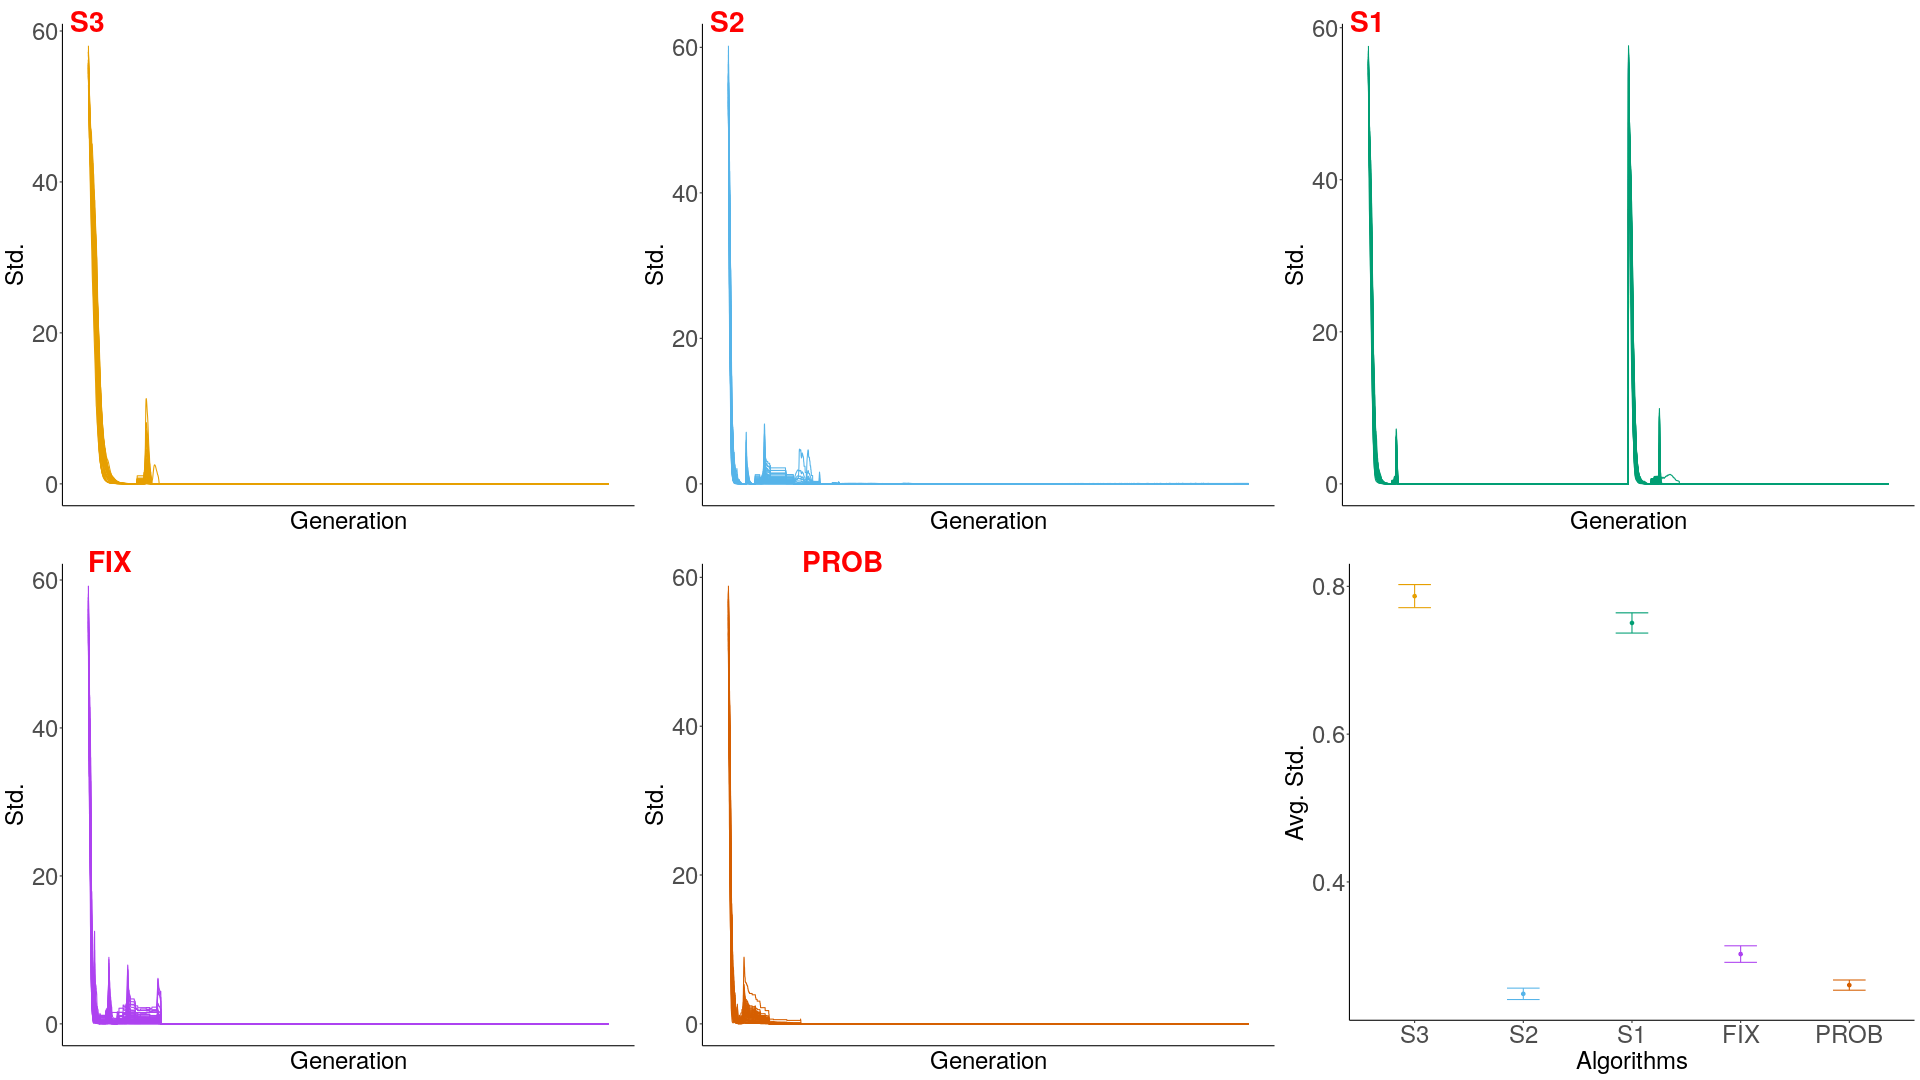 S3
60
40
20
0
Std.
Generation
S2
60
40
20
0
Std.
Generation
S1
60
40
20
0
Std.
Generation
FIX
60
40
20
0
Std.
Generation
PROB
60
40
20
0
Std.
Generation
0.8
0.6
0.4
Avg. Std.
S3 S2 S1 FIX PROB
Algorithms